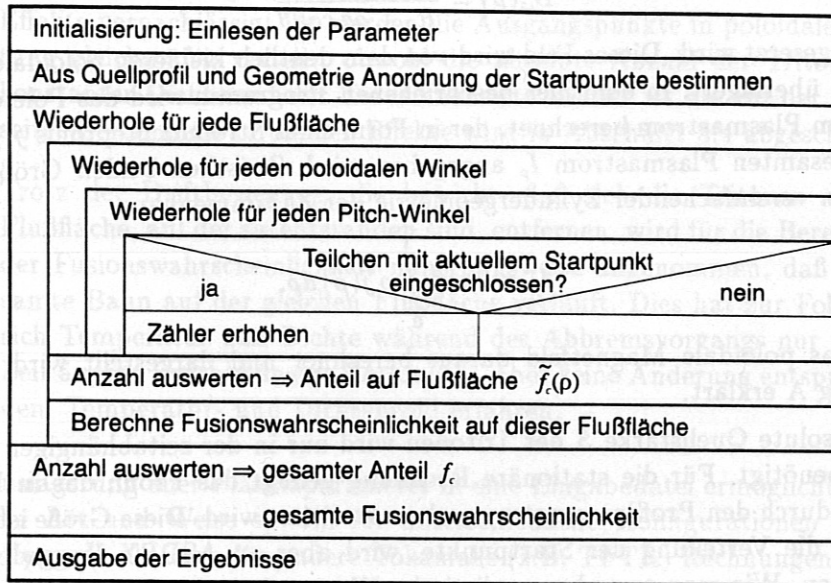 Initialisierung: Einlesen der Parameter
Aus Quellprofil und Geometrie Anordnung der Startpunkte bestimmen
Wiederhole für jede Flußfläche
Wiederhole für jeden poloidalen Winkel
Wiederhole für jeden Pitch-Winkel
Teilchen mit aktuellem Startpunkt
eingeschlossen?
ja
nein
Zähler erhöhen
Anzahl auswerten ⇒ Anteil auf Flußfläche f̃(ρ)
Berechne Fusionswahrscheinlichkeit auf dieser Flußfläche
Anzahl auswerten ⇒ gesamter Anteil fₜ
gesamte Fusionswahrscheinlichkeit
Ausgabe der Ergebnisse